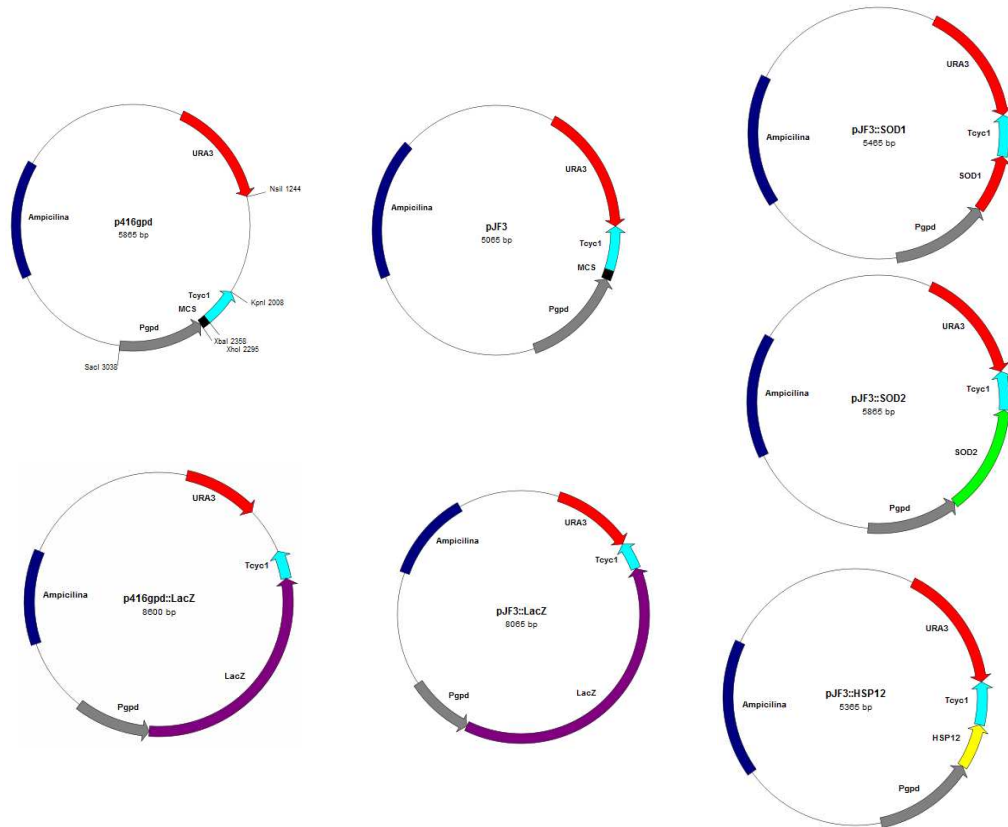 URA3
Nsil 1244
Ampicilina
p416gpd
5865 bp
Tcyc1
KpnI 2008
MCS
Pgpd
XbaI 2358
XhoI 2295
SacI 3038
URA3
Ampicilina
pJF3
5065 bp
Tcyc1
MCS
Pgpd
URA3
Ampicilina
pJF3::SOD1
5465 bp
Tcyc1
SOD1
Pgpd
URA3
Ampicilina
pJF3::SOD2
5865 bp
Tcyc1
SOD2
Pgpd
URA3
Tcyc1
Ampicilina
p416gpd::LacZ
8600 bp
LacZ
Pgpd
URA3
Ampicilina
Tcyc1
pJF3::LacZ
8065 bp
Pgpd
LacZ
URA3
Ampicilina
pJF3::HSP12
5365 bp
Tcyc1
HSP12
Pgpd